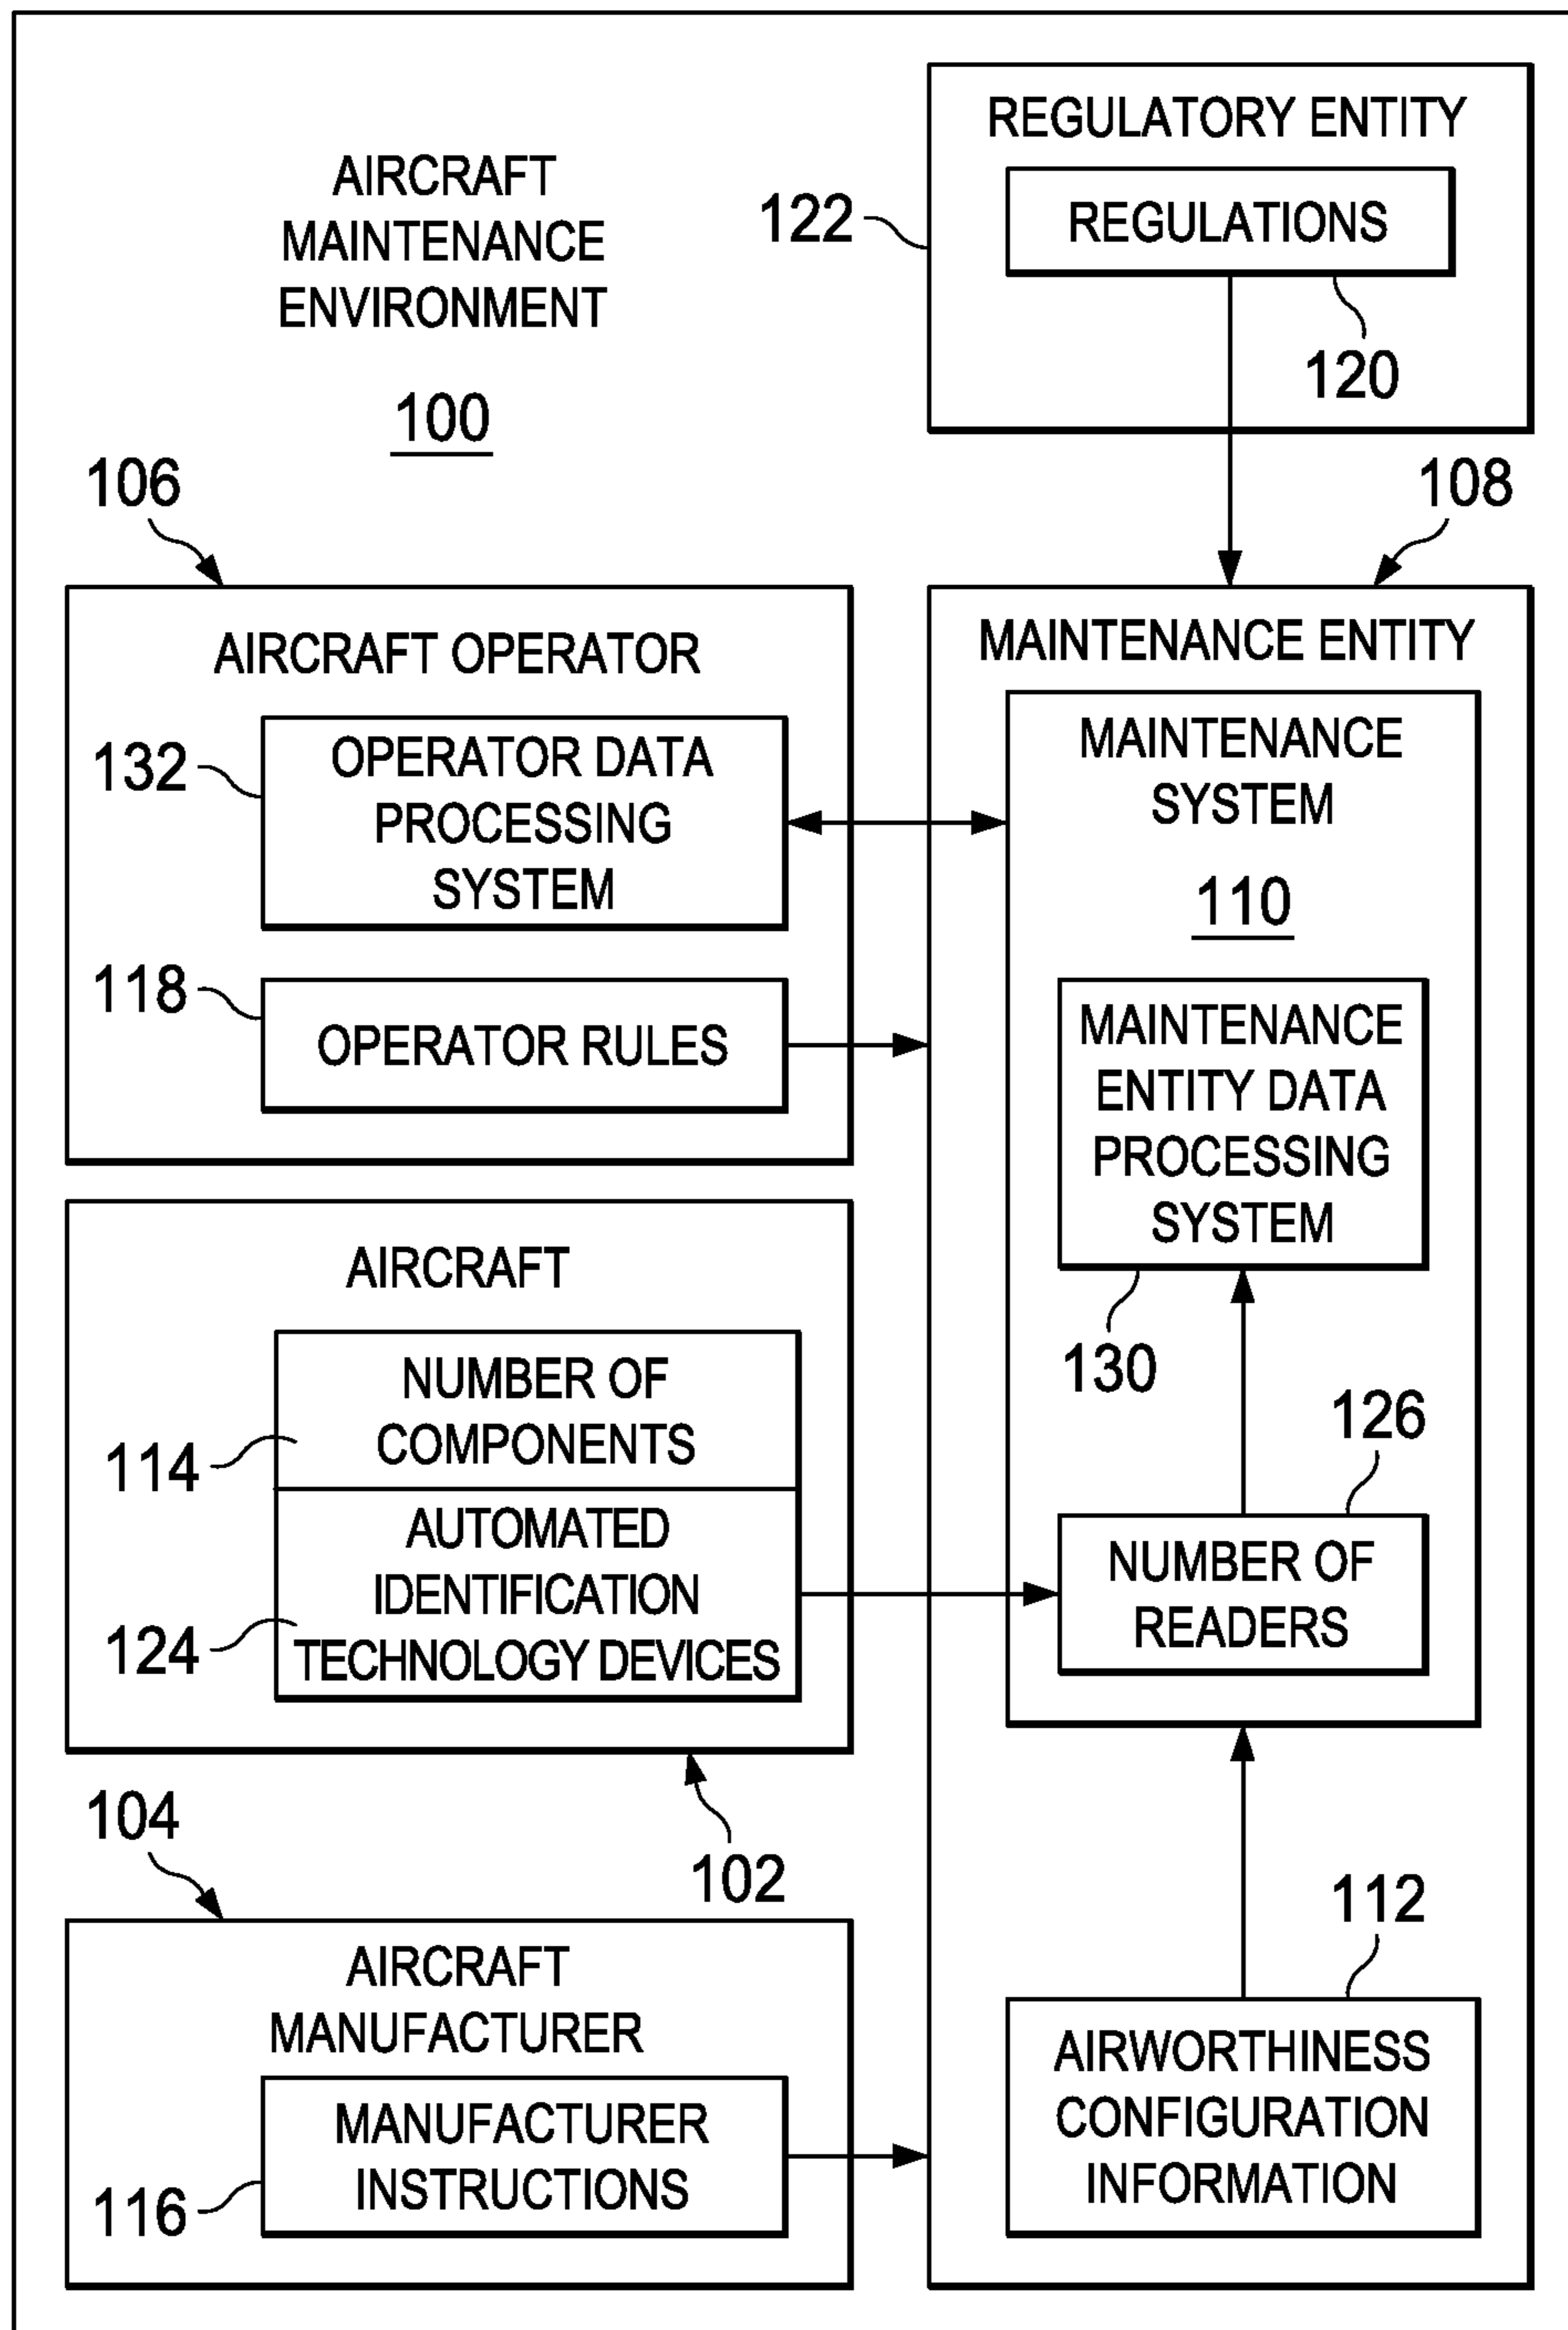 AIRCRAFT
MAINTENANCE
ENVIRONMENT
100
REGULATORY ENTITY
REGULATIONS
122
120
106
108
AIRCRAFT OPERATOR
132
OPERATOR DATA
PROCESSING
SYSTEM
118
OPERATOR RULES
MAINTENANCE ENTITY
MAINTENANCE
SYSTEM
110
MAINTENANCE
ENTITY DATA
PROCESSING
SYSTEM
130
126
NUMBER OF
READERS
AIRCRAFT
NUMBER OF
COMPONENTS
114
AUTOMATED
IDENTIFICATION
TECHNOLOGY DEVICES
124
102
104
AIRCRAFT
MANUFACTURER
MANUFACTURER
INSTRUCTIONS
116
112
AIRWORTHINESS
CONFIGURATION
INFORMATION